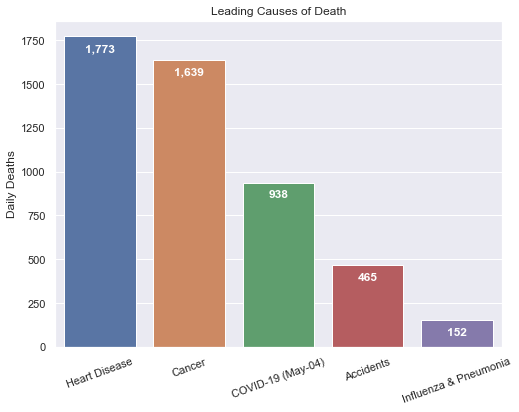 Leading Causes of Death
Daily Deaths
1750
1500
1250
1000
750
500
250
0
1,773
1,639
938
465
152
Heart Disease
Cancer
COVID-19 (May-04)
Accidents
Influenza & Pneumonia